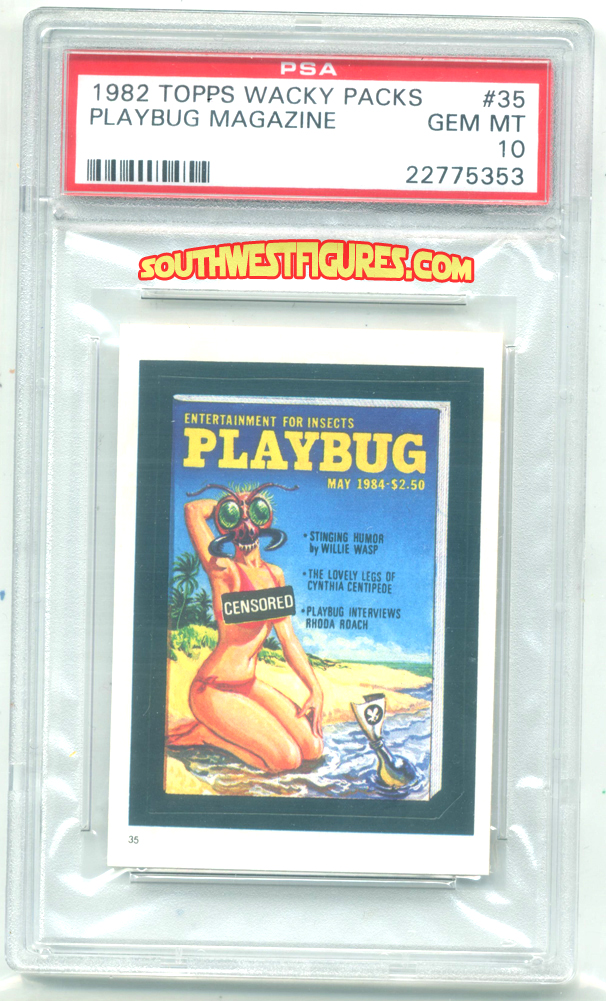 PSA
1982 TOPPS WACKY PACKS #35
PLAYBUG MAGAZINE GEM MT
10
22775353
SOUTHWESTFIGURES.COM
ENTERTAINMENT FOR INSECTS
PLAYBUG
MAY 1984-$2.50
• STINGING HUMOR
by WILLIE WASP
• THE LOVELY LEGS OF
CYNTHIA CENTIPEDE
• PLAYBUG INTERVIEWS
RHODA ROACH
CENSORED
35